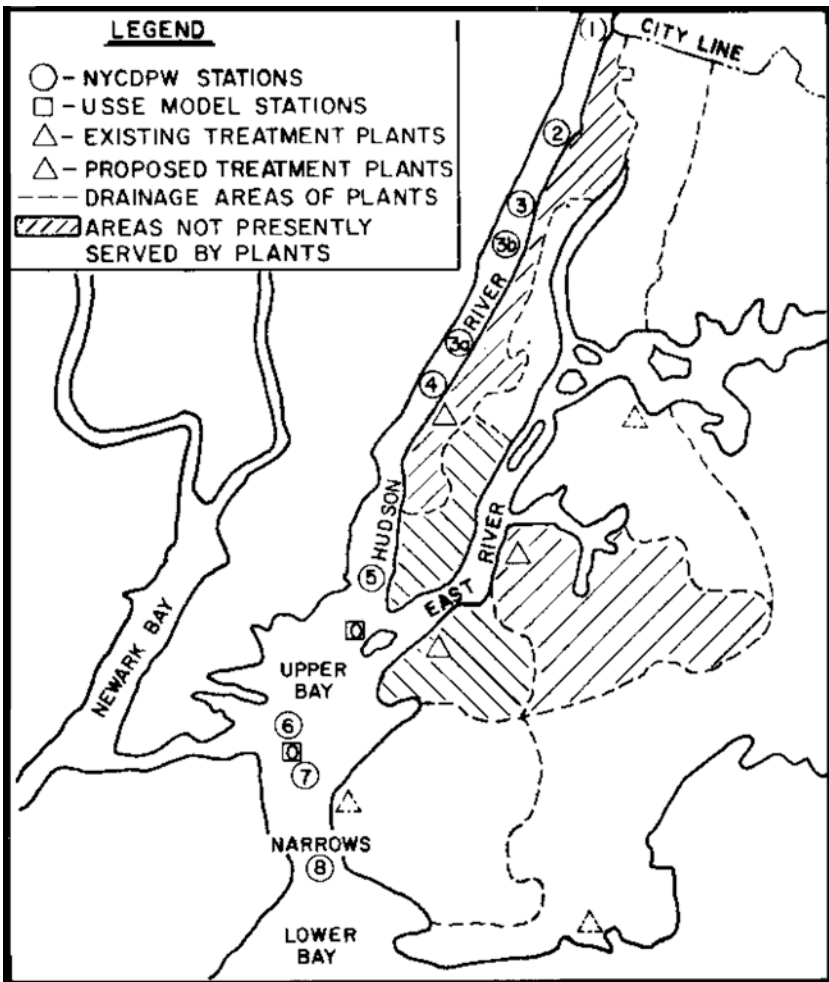 LEGEND
NYCDPW STATIONS
USSE MODEL STATIONS
EXISTING TREATMENT PLANTS
PROPOSED TREATMENT PLANTS
DRAINAGE AREAS OF PLANTS
AREAS NOT PRESENTLY
SERVED BY PLANTS
CITY LINE
1
2
3
3b
RIVER
3a
4
HUDSON
RIVER
5
EAST
NEWARK BAY
UPPER
BAY
6
7
NARROWS
8
LOWER
BAY